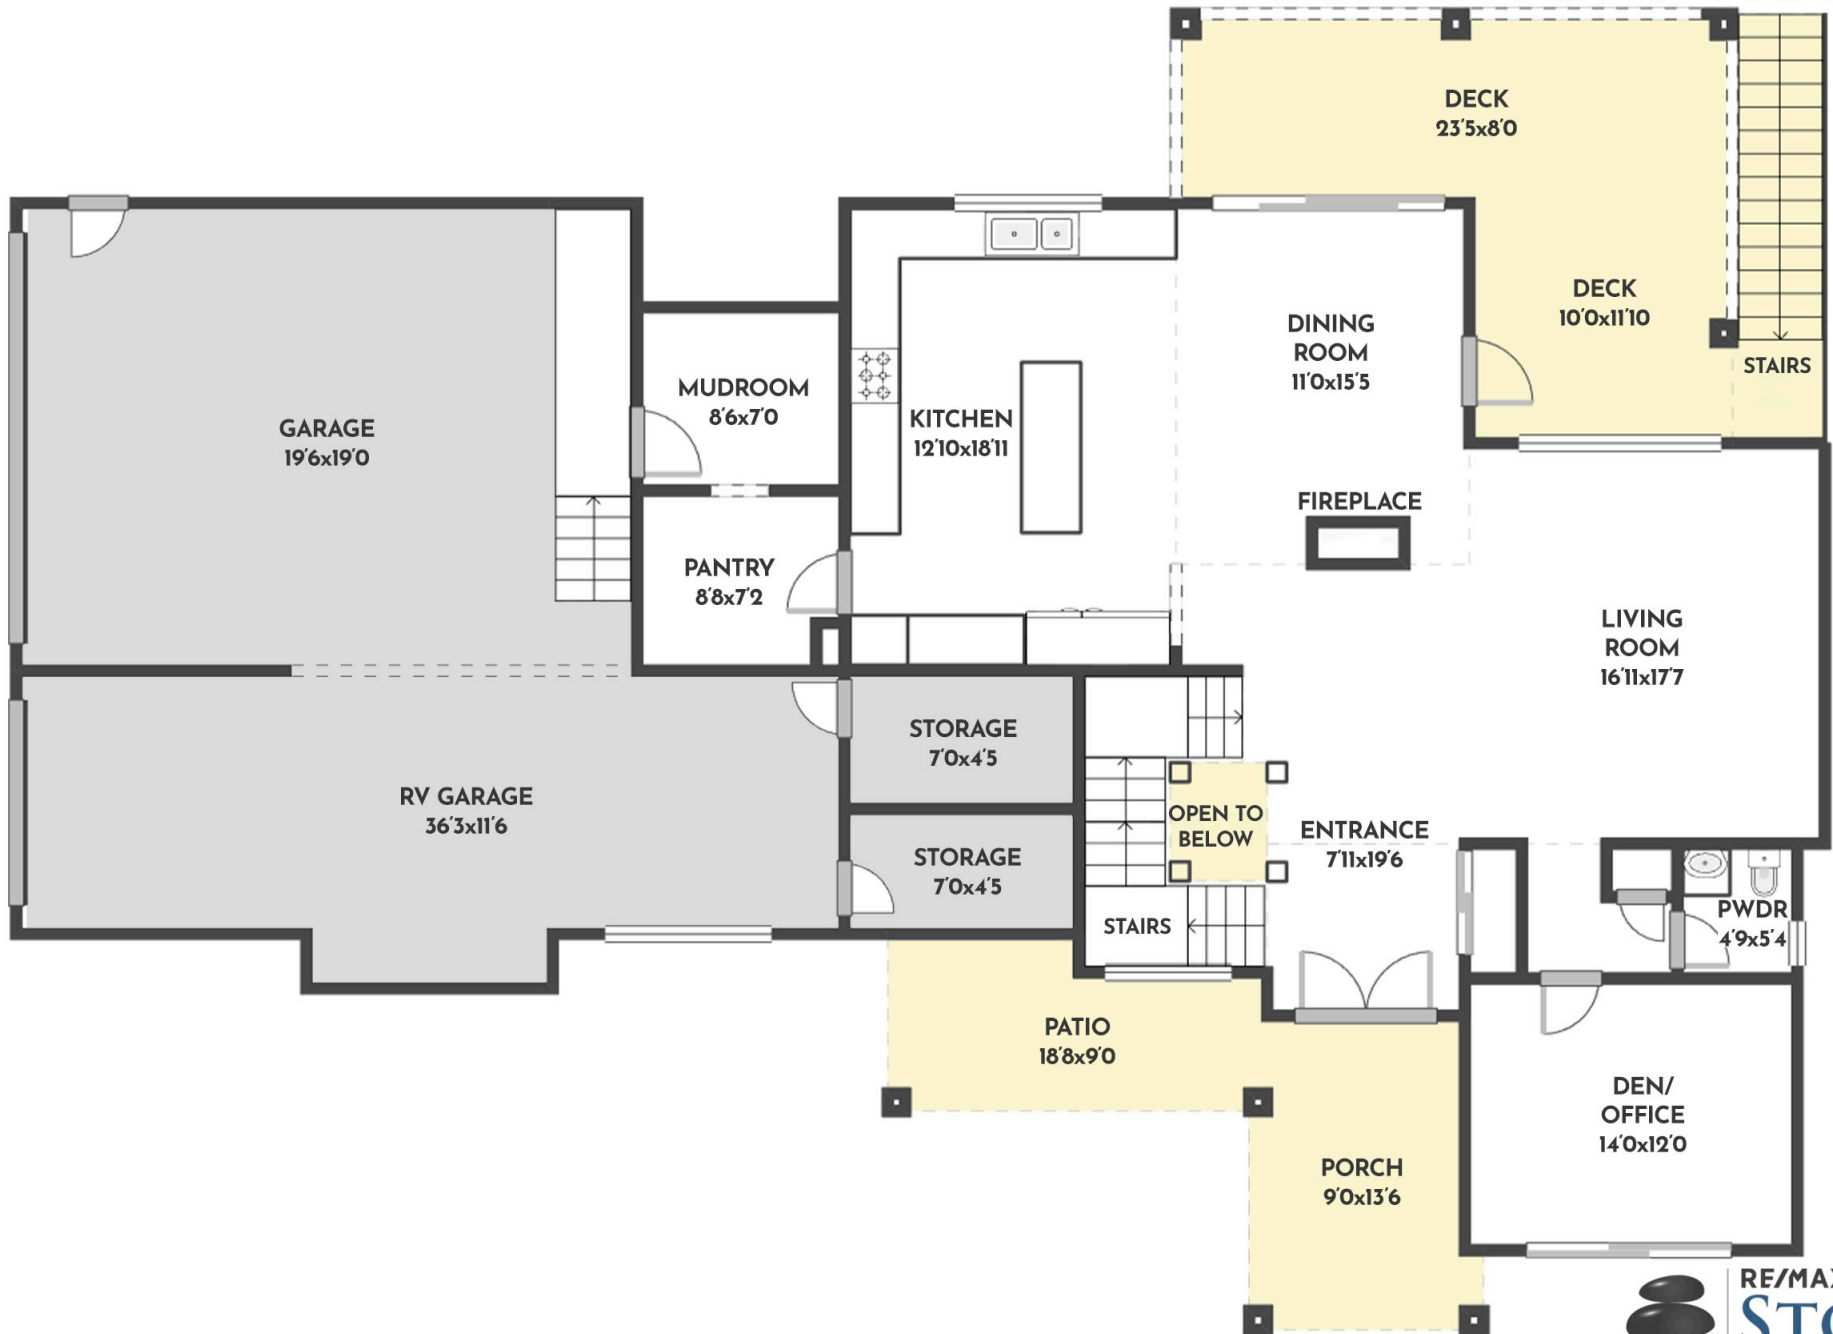 DECK
23'5x8'0
DECK
10'0x11'10
STAIRS
DINING
ROOM
11'0x15'5
MUDROOM
8'6x7'0
KITCHEN
12'10x18'11
GARAGE
19'6x19'0
FIREPLACE
PANTRY
8'8x7'2
LIVING
ROOM
16'11x17'7
STORAGE
7'0x4'5
RV GARAGE
36'3x11'6
OPEN TO
BELOW
ENTRANCE
7'11x19'6
STORAGE
7'0x4'5
STAIRS
PWDR
4'9x5'4
PATIO
18'8x9'0
DEN/
OFFICE
14'0x12'0
PORCH
9'0x13'6
RE/MAX